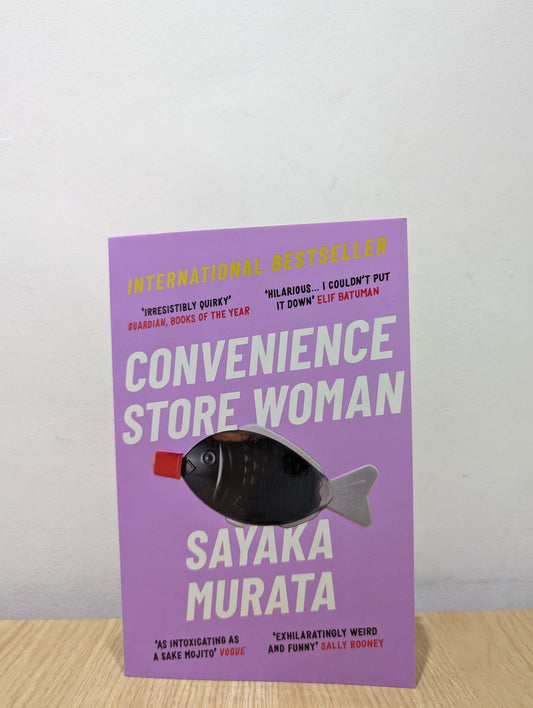 INTERNATIONAL BESTSELLER
'IRRESISTIBLY QUIRKY'
GUARDIAN, BOOKS OF THE YEAR
'HILARIOUS... I COULDN'T PUT
IT DOWN' ELIF BATUMAN
CONVENIENCE
STORE WOMAN
SAYAKA
MURATA
'AS INTOXICATING AS
A SAKE MOJITO' VOGUE
'EXHILARATINGLY WEIRD
AND FUNNY' SALLY ROONEY